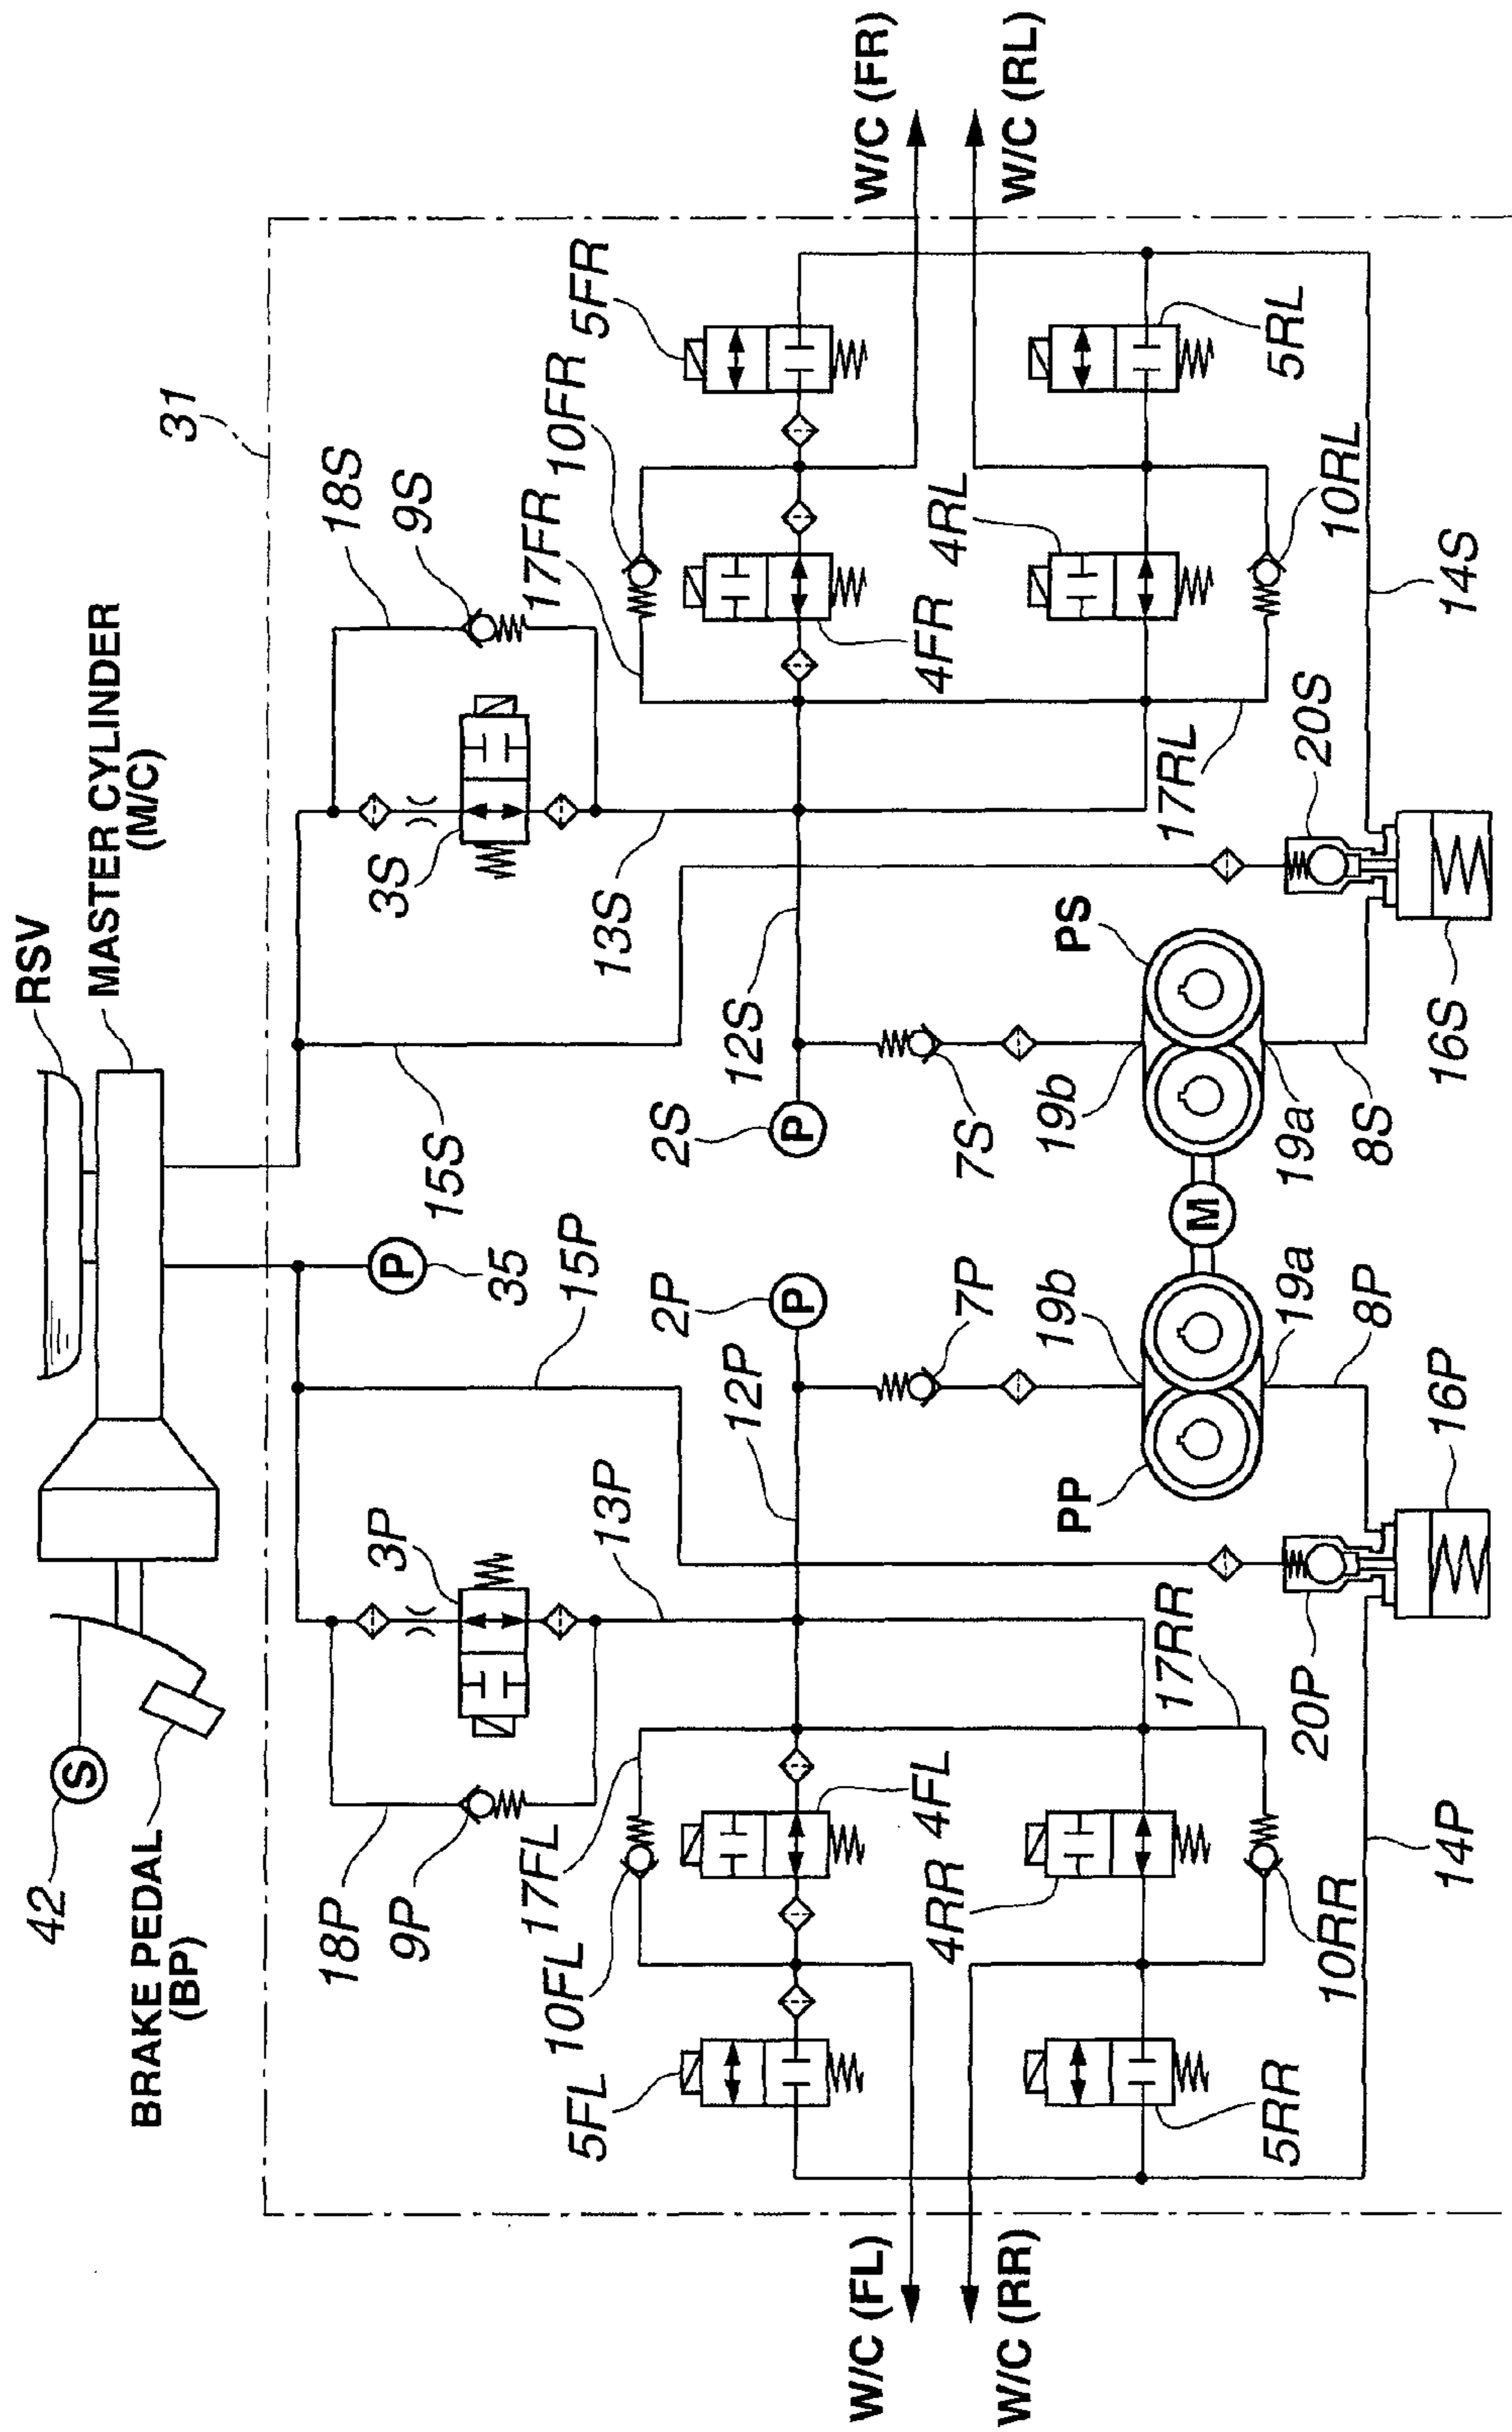 RSV
MASTER CYLINDER
(M/C)
42
S
BRAKE PEDAL
(BP)
31
18P
9P
3P
P
35
15P
15S
3S
18S
9S
13P
13S
5FL
10FL
17FL
12P
2P
P
2S
P
12S
17FR
10FR
5FR
4FL
4FR
W/C (FL)
W/C (FR)
W/C (RR)
W/C (RL)
4RR
7P
7S
4RL
PP
19b
19b
PS
17RR
M
17RL
5RR
10RR
20P
19a
19a
20S
10RL
5RL
8P
8S
14P
16P
16S
14S